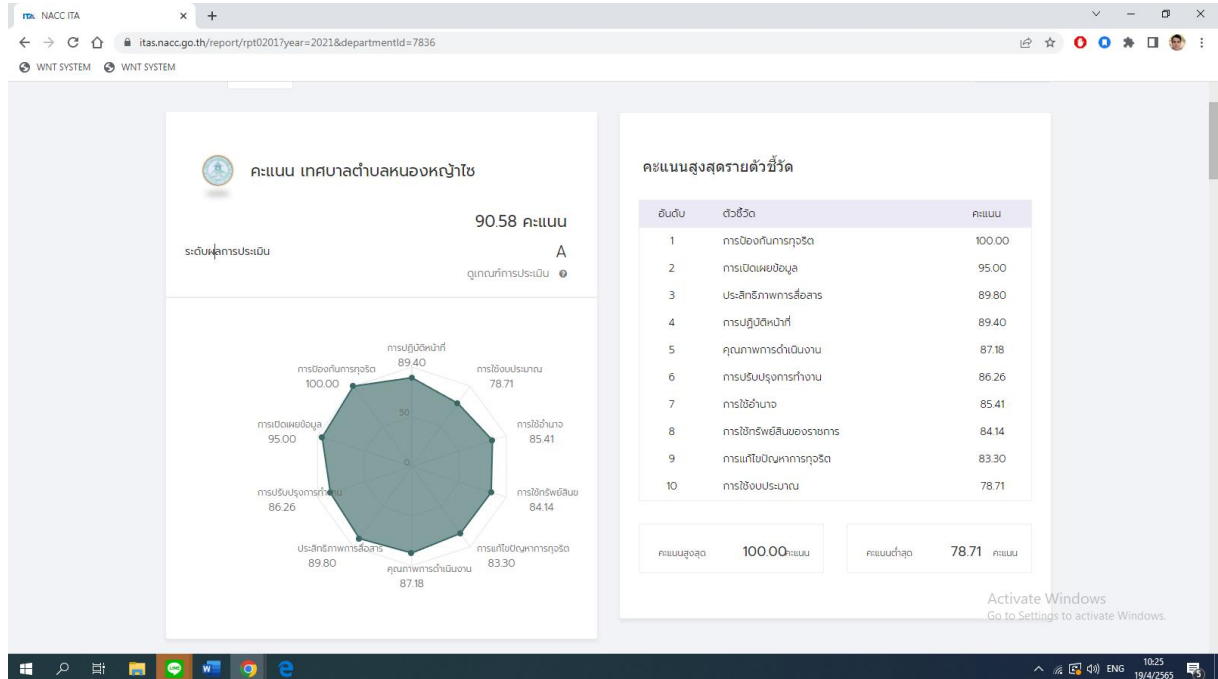 ITA NACC ITA
itas.nacc.go.th/report/rpt0201?year=2021&departmentId=7836
WNT SYSTEM WNT SYSTEM
คะแนน เทศบาลตำบลหนองหญ้าไซ
90.58 คะแนน
ระดับผลการประเมิน A
ดูเกณฑ์การประเมิน
การปฏิบัติหน้าที่
89.40
การป้องกันการทุจริต
100.00
การใช้งบประมาณ
78.71
50
การเปิดเผยข้อมูล
95.00
การใช้อำนาจ
85.41
0
การปรับปรุงการทำงาน
86.26
การใช้ทรัพย์สินข
84.14
ประสิทธิภาพการสื่อสาร
89.80
การแก้ไขปัญหาการทุจริต
83.30
คุณภาพการดำเนินงาน
87.18
คะแนนสูงสุดรายตัวชี้วัด
อันดับ ตัวชี้วัด คะแนน
1 การป้องกันการทุจริต 100.00
2 การเปิดเผยข้อมูล 95.00
3 ประสิทธิภาพการสื่อสาร 89.80
4 การปฏิบัติหน้าที่ 89.40
5 คุณภาพการดำเนินงาน 87.18
6 การปรับปรุงการทำงาน 86.26
7 การใช้อำนาจ 85.41
8 การใช้ทรัพย์สินของราชการ 84.14
9 การแก้ไขปัญหาการทุจริต 83.30
10 การใช้งบประมาณ 78.71
คะแนนสูงสุด 100.00 คะแนน คะแนนต่ำสุด 78.71 คะแนน
Activate Windows
Go to Settings to activate Windows.
ENG 10:25
19/4/2565